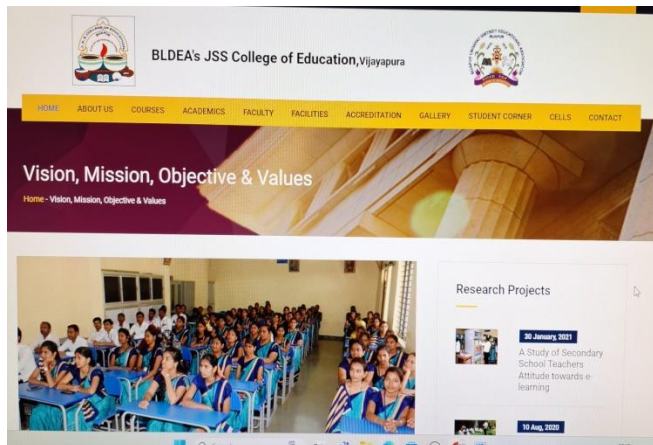 BLDEA's JSS College of Education,Vijayapura
HOME ABOUT US COURSES ACADEMICS FACULTY FACILITIES ACCREDITATION GALLERY STUDENT CORNER CELLS CONTACT
Vision, Mission, Objective & Values
Home - Vision, Mission, Objective & Values
Research Projects
30 January, 2021
A Study of Secondary
School Teachers
Attitude towards e-
learning
10 Aug, 2020